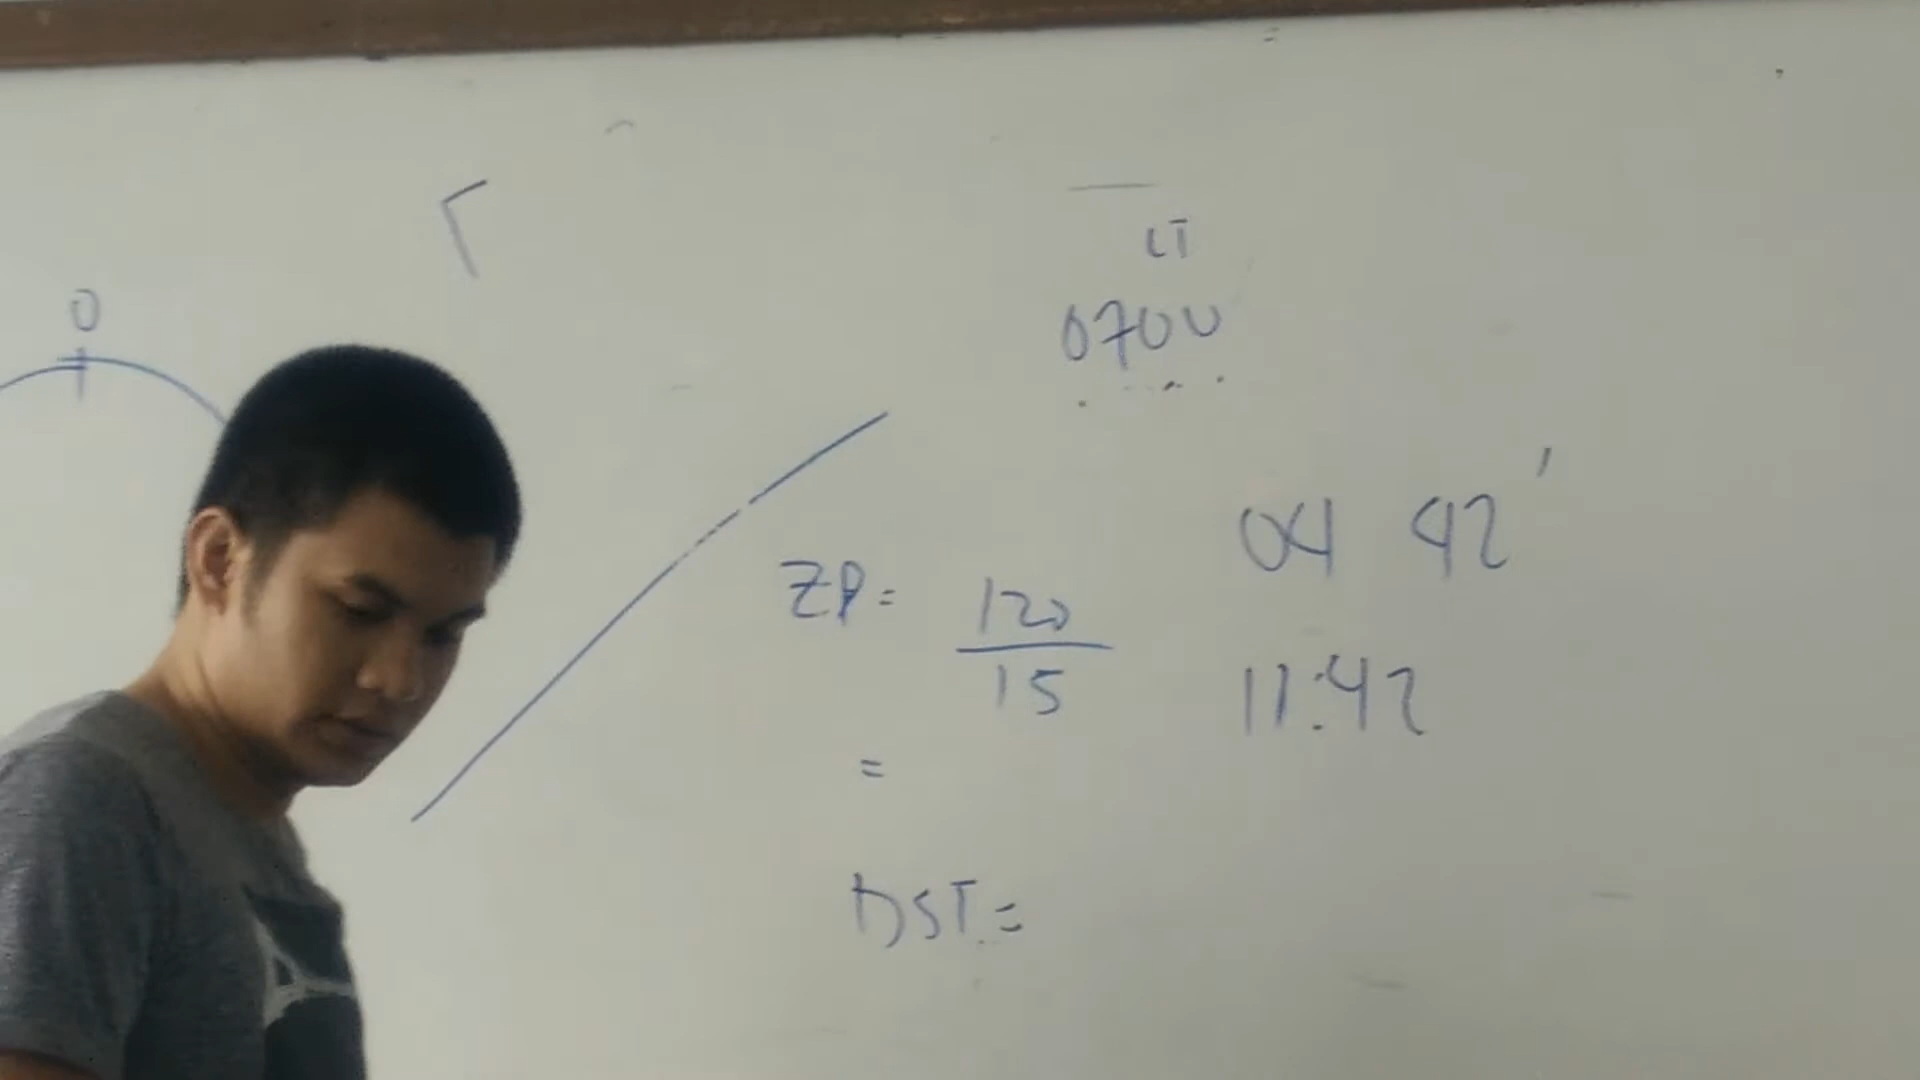 0
LT
0700
04 42'
ZP = 120
15
11:42
=
DST =